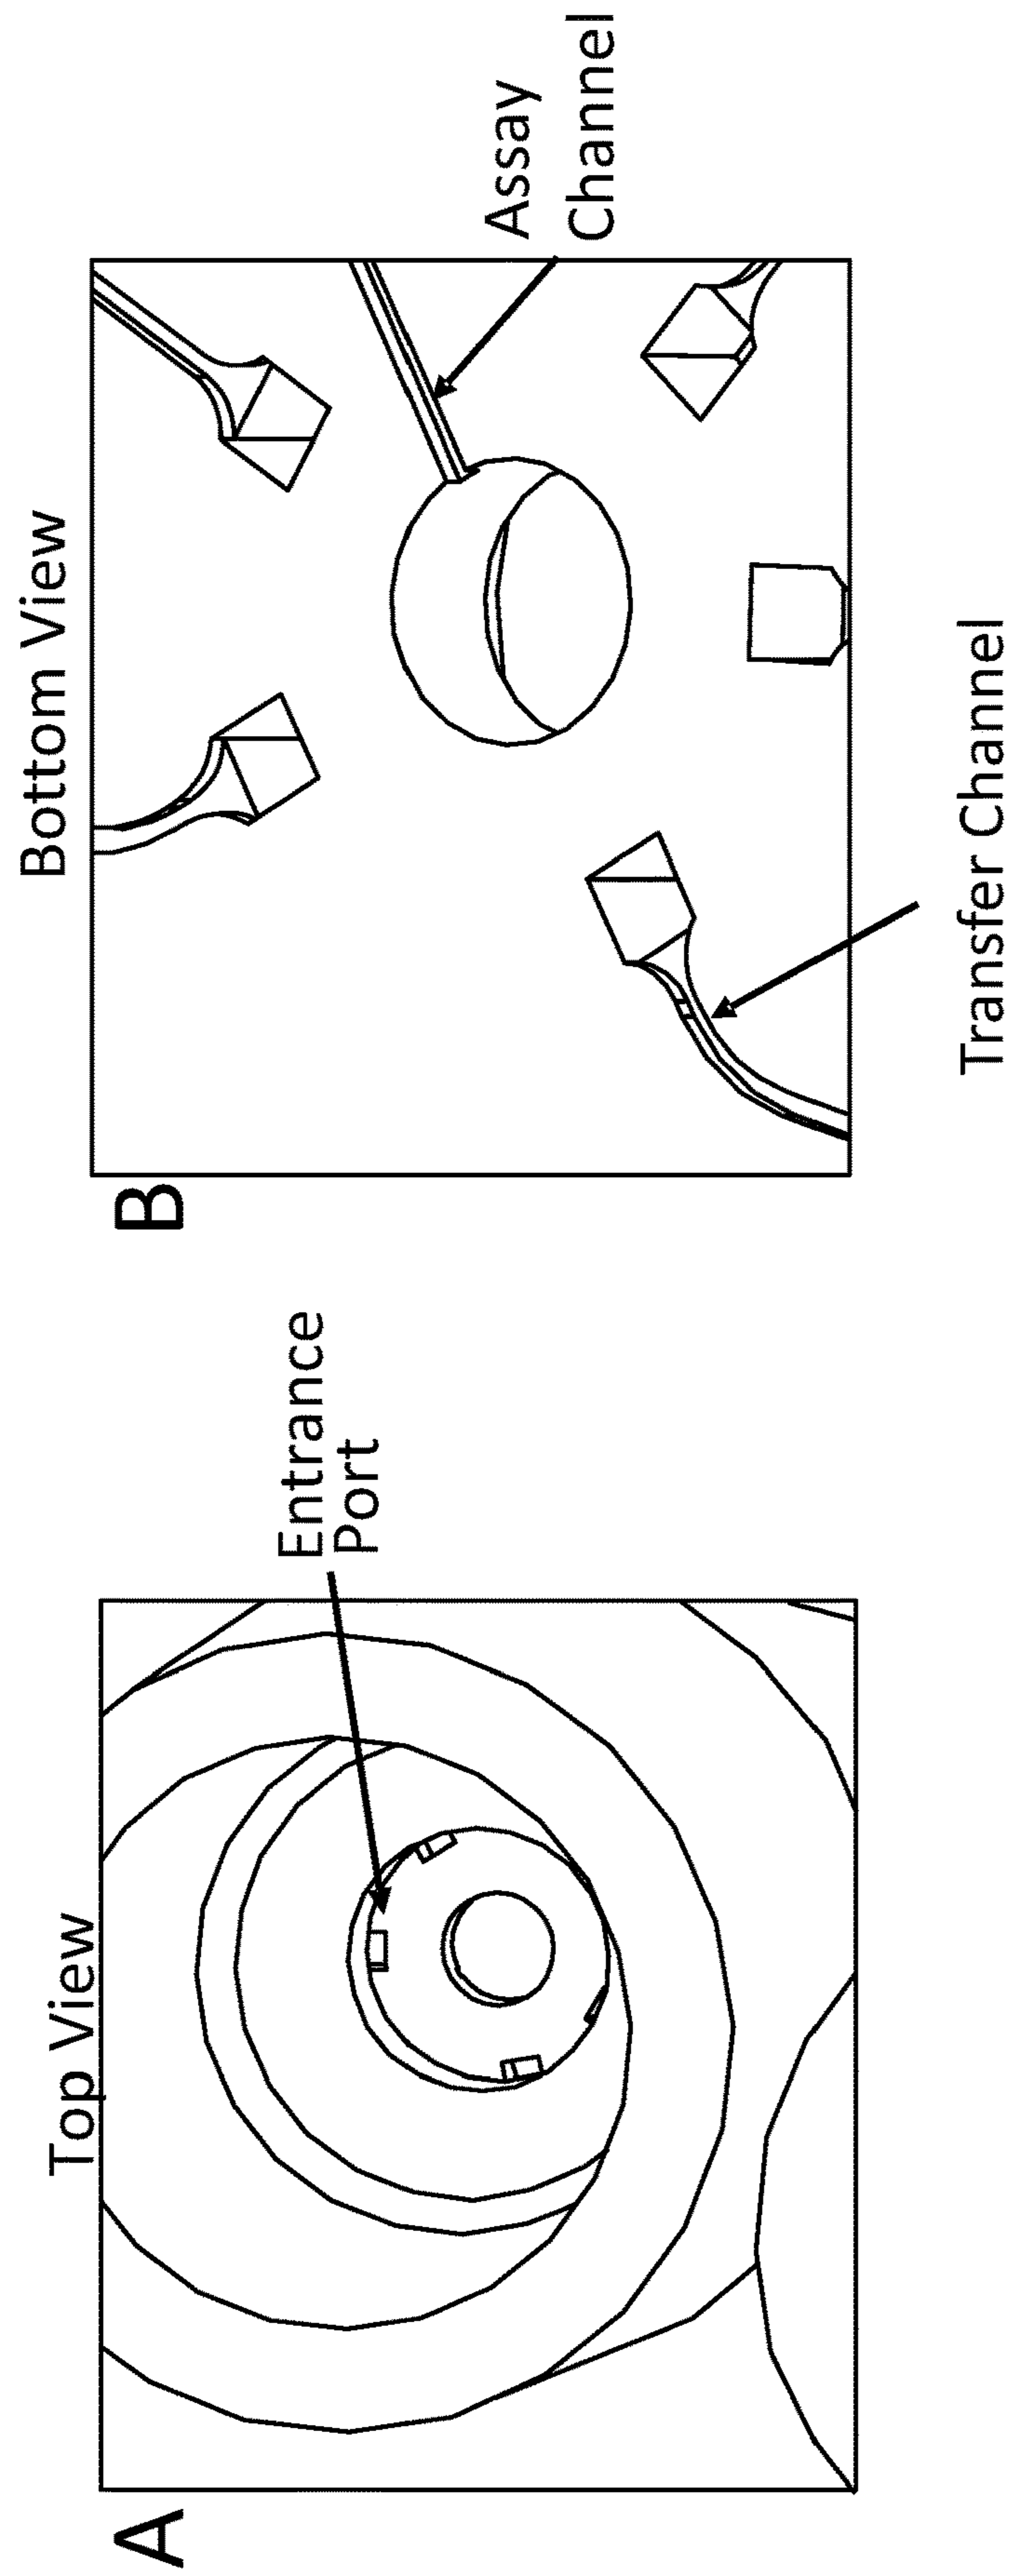 A
Top View
Entrance
Port
B
Bottom View
Assay
Channel
Transfer Channel